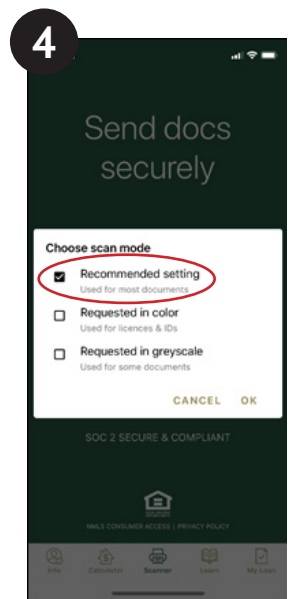 4
Send docs
securely
Choose scan mode
Recommended setting
Used for most documents
Requested in color
Used for licences & IDs
Requested in greyscale
Used for some documents
CANCEL OK
SOC 2 SECURE & COMPLIANT
NMLS CONSUMER ACCESS | PRIVACY POLICY
Info Calculator Scanner Learn My Loan